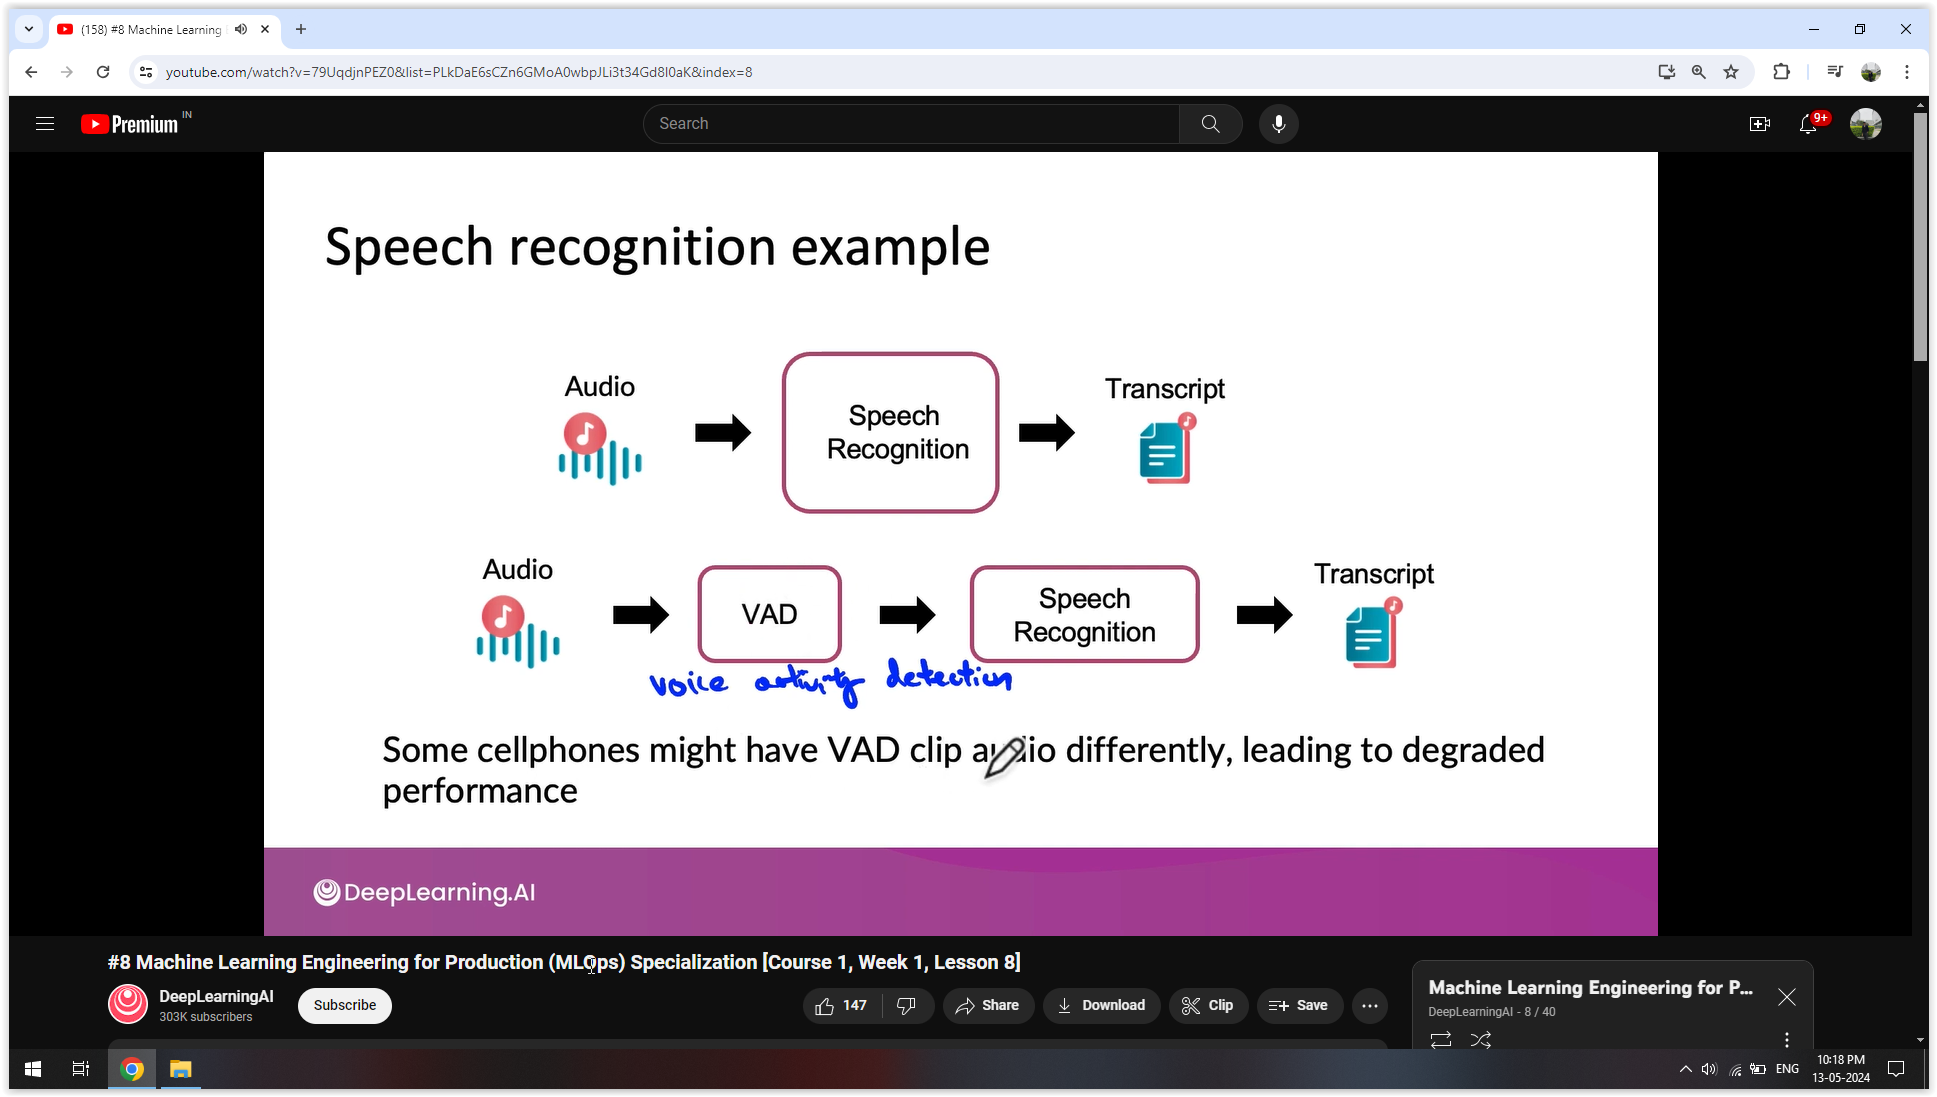 (158) #8 Machine Learning
youtube.com/watch?v=79UqdjnPEZ0&list=PLkDaE6sCZn6GMoA0wbpJLi3t34Gd8l0aK&index=8
Premium IN
Search
9+
Speech recognition example
Audio
Speech
Recognition
Transcript
Audio
VAD
Speech
Recognition
Transcript
voice activity detection
Some cellphones might have VAD clip audio differently, leading to degraded
performance
DeepLearning.AI
#8 Machine Learning Engineering for Production (MLOps) Specialization [Course 1, Week 1, Lesson 8]
DeepLearningAI
303K subscribers
Subscribe
147
Share
Download
Clip
Save
Machine Learning Engineering for P...
DeepLearningAI - 8 / 40
ENG
10:18 PM
13-05-2024